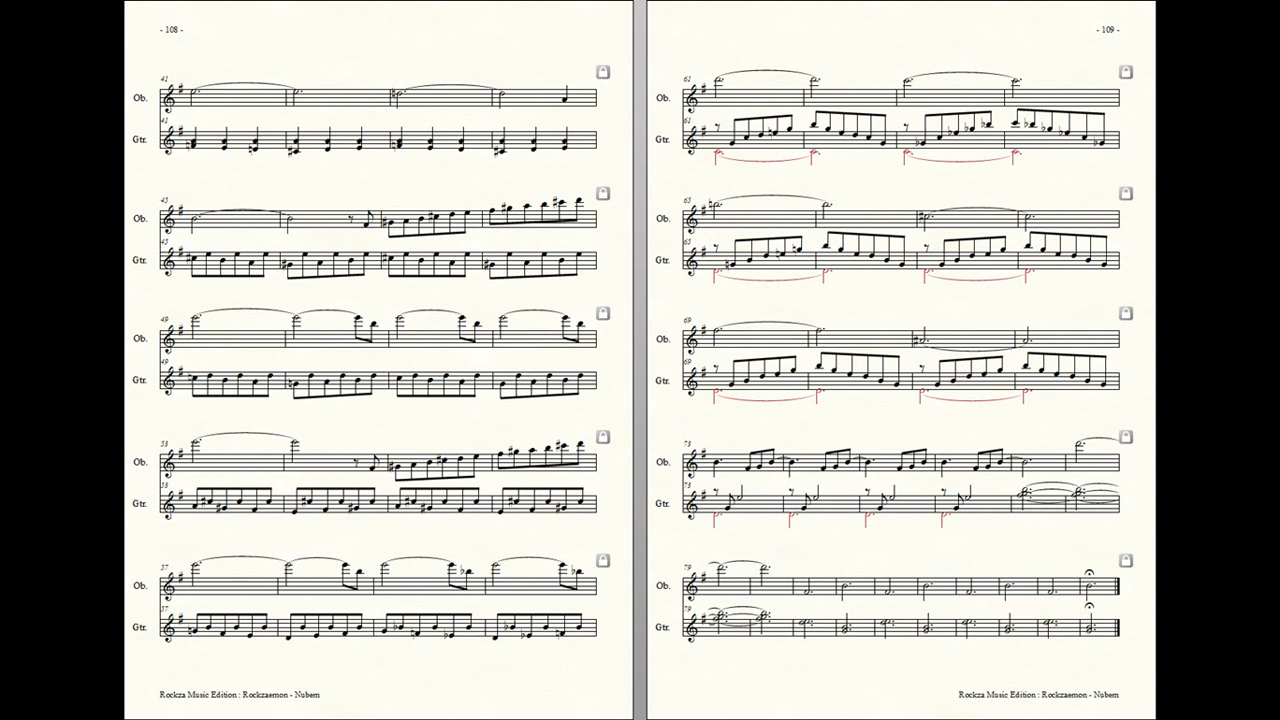 - 108 -
41
Ob.
41
Gtr.
45
Ob.
45
Gtr.
49
Ob.
49
Gtr.
53
Ob.
53
Gtr.
57
Ob.
57
Gtr.
Rockza Music Edition : Rockzaemon - Nubem
- 109 -
61
Ob.
61
Gtr.
65
Ob.
65
Gtr.
69
Ob.
69
Gtr.
73
Ob.
73
Gtr.
79
Ob.
79
Gtr.
Rockza Music Edition : Rockzaemon - Nubem